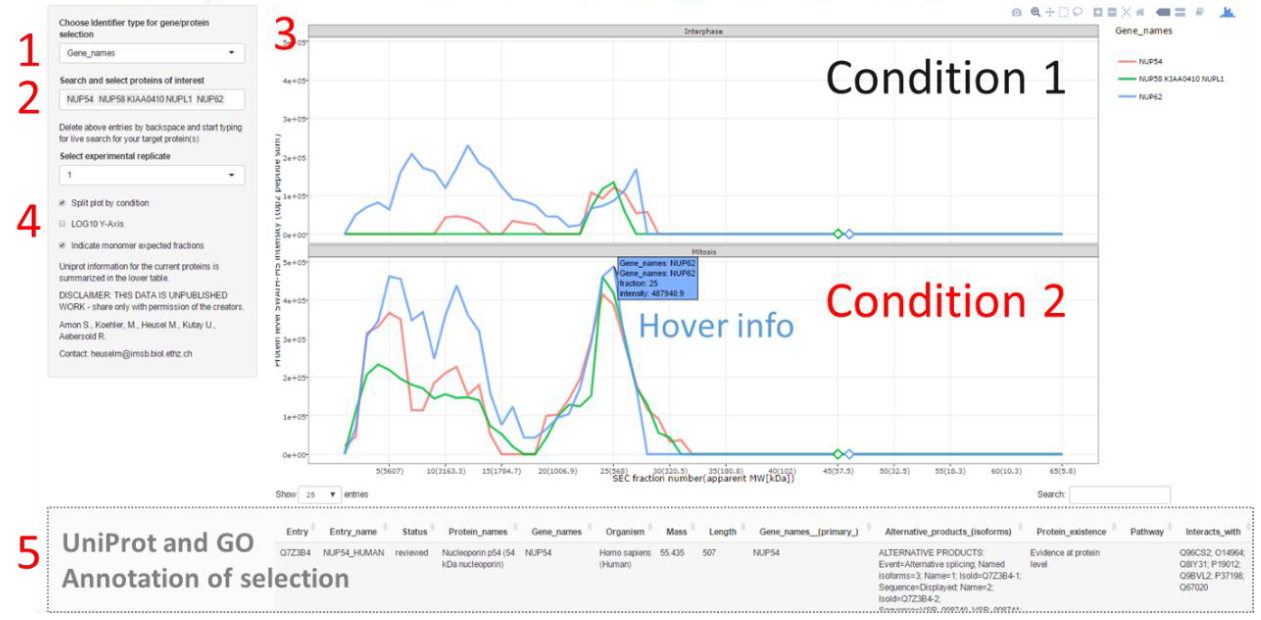 Choose Identifier type for gene/protein
selection
1
Gene_names
Search and select proteins of interest
2
NUP54 NUP58 KIAA0410 NUPL1 NUP62
Delete above entries by backspace and start typing
for live search for your target protein(s)
Select experimental replicate
1
Split plot by condition
4
LOG10 Y-Axis
Indicate monomer expected fractions
Uniprot information for the current proteins is
summarized in the lower table.
DISCLAIMER: THIS DATA IS UNPUBLISHED
WORK - share only with permission of the creators.
Amon S., Koehler, M., Heusel M., Kutay U.,
Aebersold R.
Contact: heuselm@imsb.biol.ethz.ch
3
Interphase
Condition 1
5e+05
4e+05
3e+05
2e+05
1e+05
0e+00
Gene_names
NUP54
NUP58 KIAA0410 NUPL1
NUP62
Protein level SWATH-MS intensity (top2 peptide sum)
Mitosis
Gene_names: NUP62
Gene_names: NUP62
fraction: 25
intensity: 487940.9
Condition 2
Hover info
5e+05
4e+05
3e+05
2e+05
1e+05
0e+00
5(5607) 10(3163.3) 15(1784.7) 20(1006.9) 25(568) 30(320.5) 35(180.8) 40(102) 45(57.5) 50(32.5) 55(18.3) 60(10.3) 65(5.8)
SEC fraction number(apparent MW[kDa])
Show 25 entries
Search:
5
UniProt and GO
Annotation of selection
Entry Entry_name Status Protein_names Gene_names Organism Mass Length Gene_names__(primary_) Alternative_products_(isoforms) Protein_existence Pathway Interacts_with
Q7Z3B4 NUP54_HUMAN reviewed Nucleoporin p54 (54 NUP54 Homo sapiens 55.435 507 NUP54 ALTERNATIVE PRODUCTS: Evidence at protein Q96CS2; O14964;
kDa nucleoporin) (Human) Event=Alternative splicing; Named level Q8IY31; P19012;
isoforms=3; Name=1; IsoId=Q7Z3B4-1; Q9BVL2; P37198;
Sequence=Displayed; Name=2; Q67020
IsoId=Q7Z3B4-2;